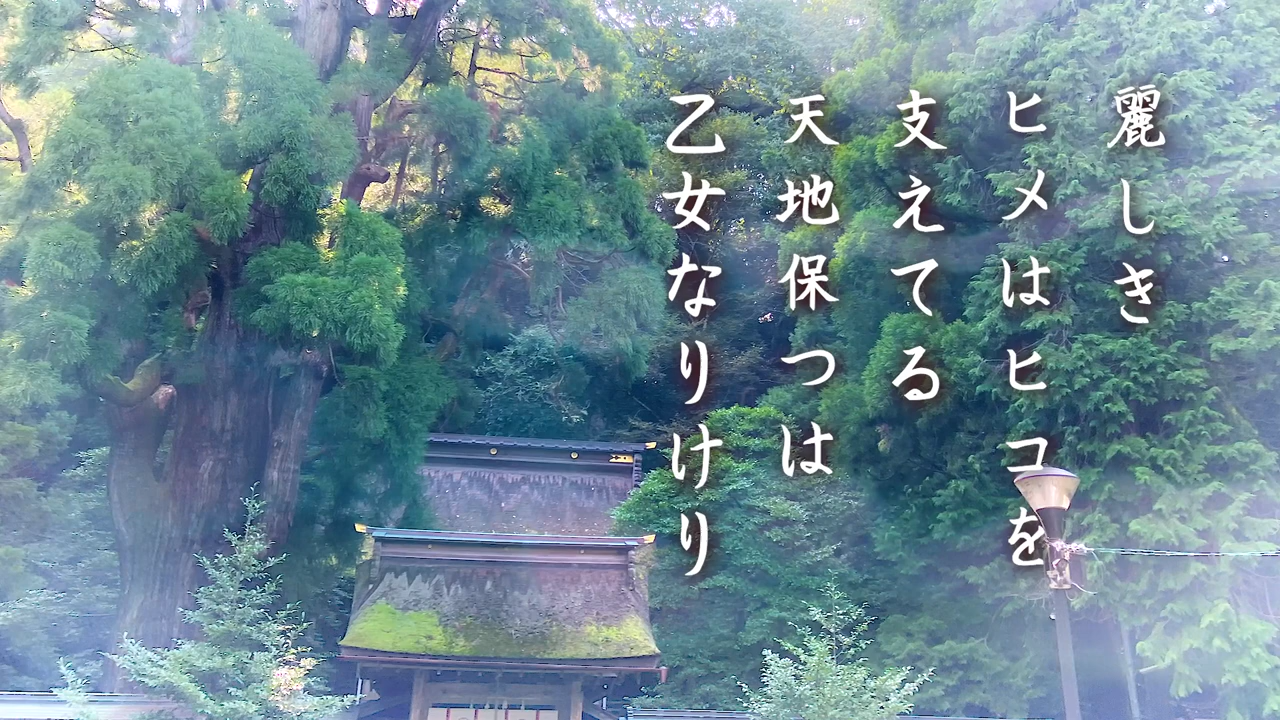 麗しき
ヒメはヒコを
支えてる
天地保つは
乙女なりけり